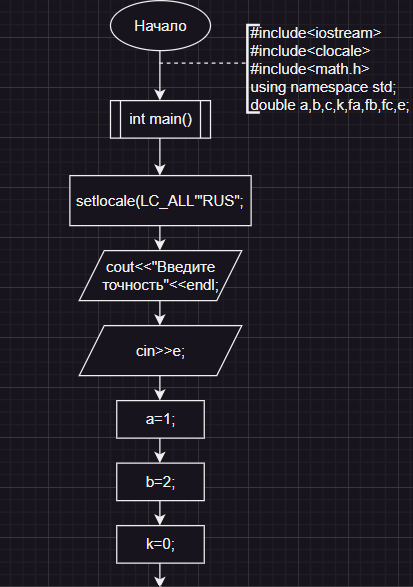 Начало
#include<iostream>
#include<clocale>
#include<math.h>
using namespace std;
double a,b,c,k,fa,fb,fc,e;
int main()
setlocale(LC_ALL"'RUS";
cout<<"Введите
точность"<<endl;
cin>>e;
a=1;
b=2;
k=0;